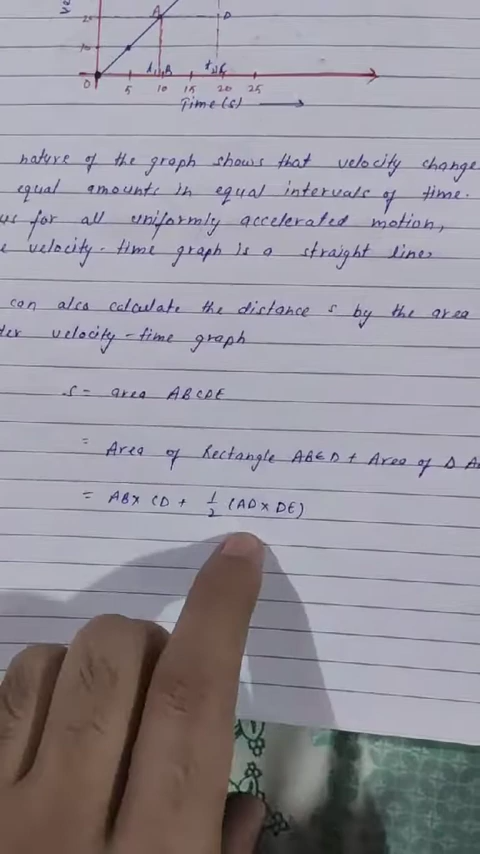 A
D
10
0
B
5 10 15 20 25
Time (s)
nature of the graph shows that velocity change
equal amounts in equal intervals of time.
us for all uniformly accelerated motion,
e velocity-time graph is a straight line.
can also calculate the distance s by the area
der velocity-time graph
s = area ABCDE
= Area of Rectangle ABCD + Area of Δ A
= AB × CD + 1/2 (AD × DE)